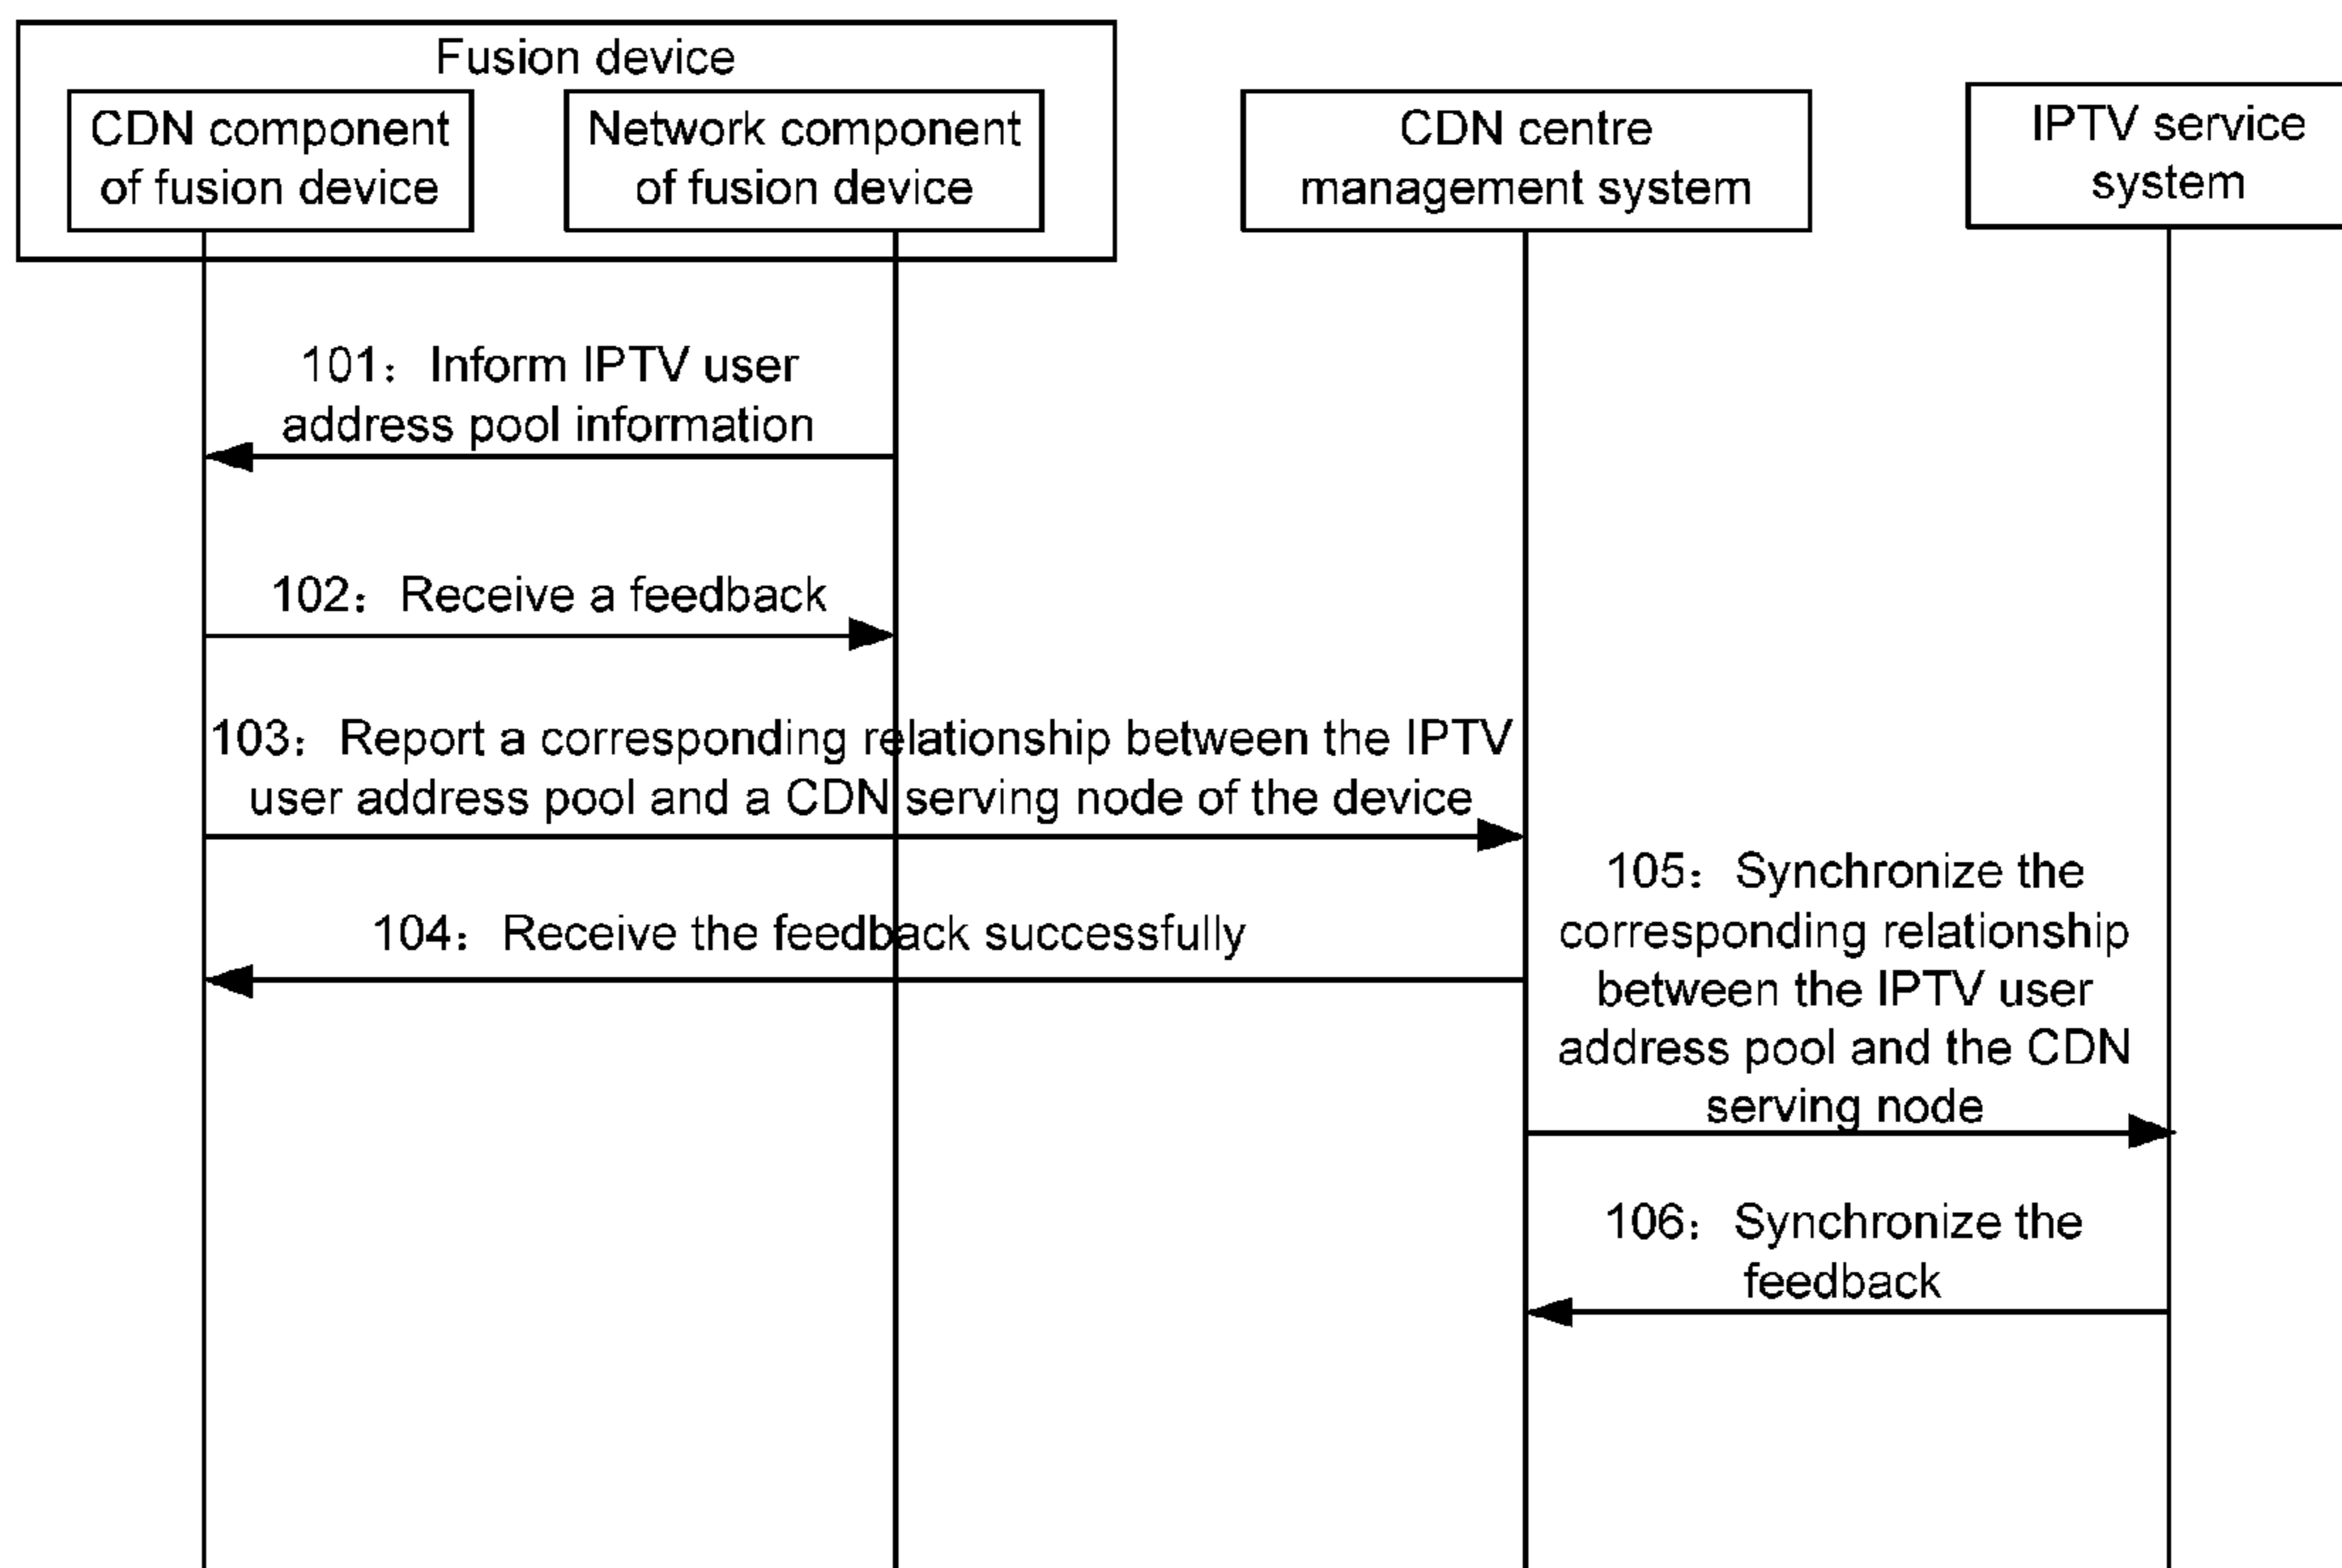 Fusion device
CDN component
of fusion device
Network component
of fusion device
CDN centre
management system
IPTV service
system
101: Inform IPTV user
address pool information
102: Receive a feedback
103: Report a corresponding relationship between the IPTV
user address pool and a CDN serving node of the device
104: Receive the feedback successfully
105: Synchronize the
corresponding relationship
between the IPTV user
address pool and the CDN
serving node
106: Synchronize the
feedback